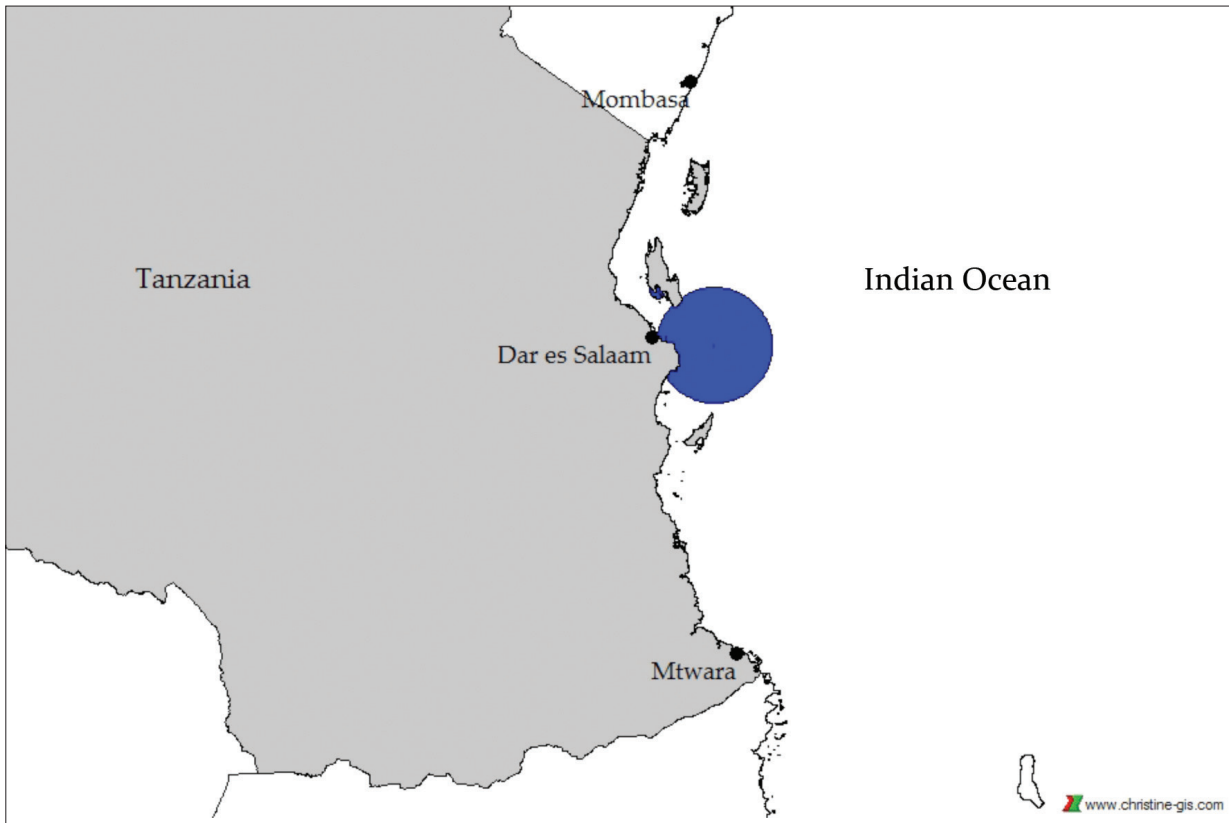 Mombasa
Tanzania
Indian Ocean
Dar es Salaam
Mtwara
www.christine-gis.com